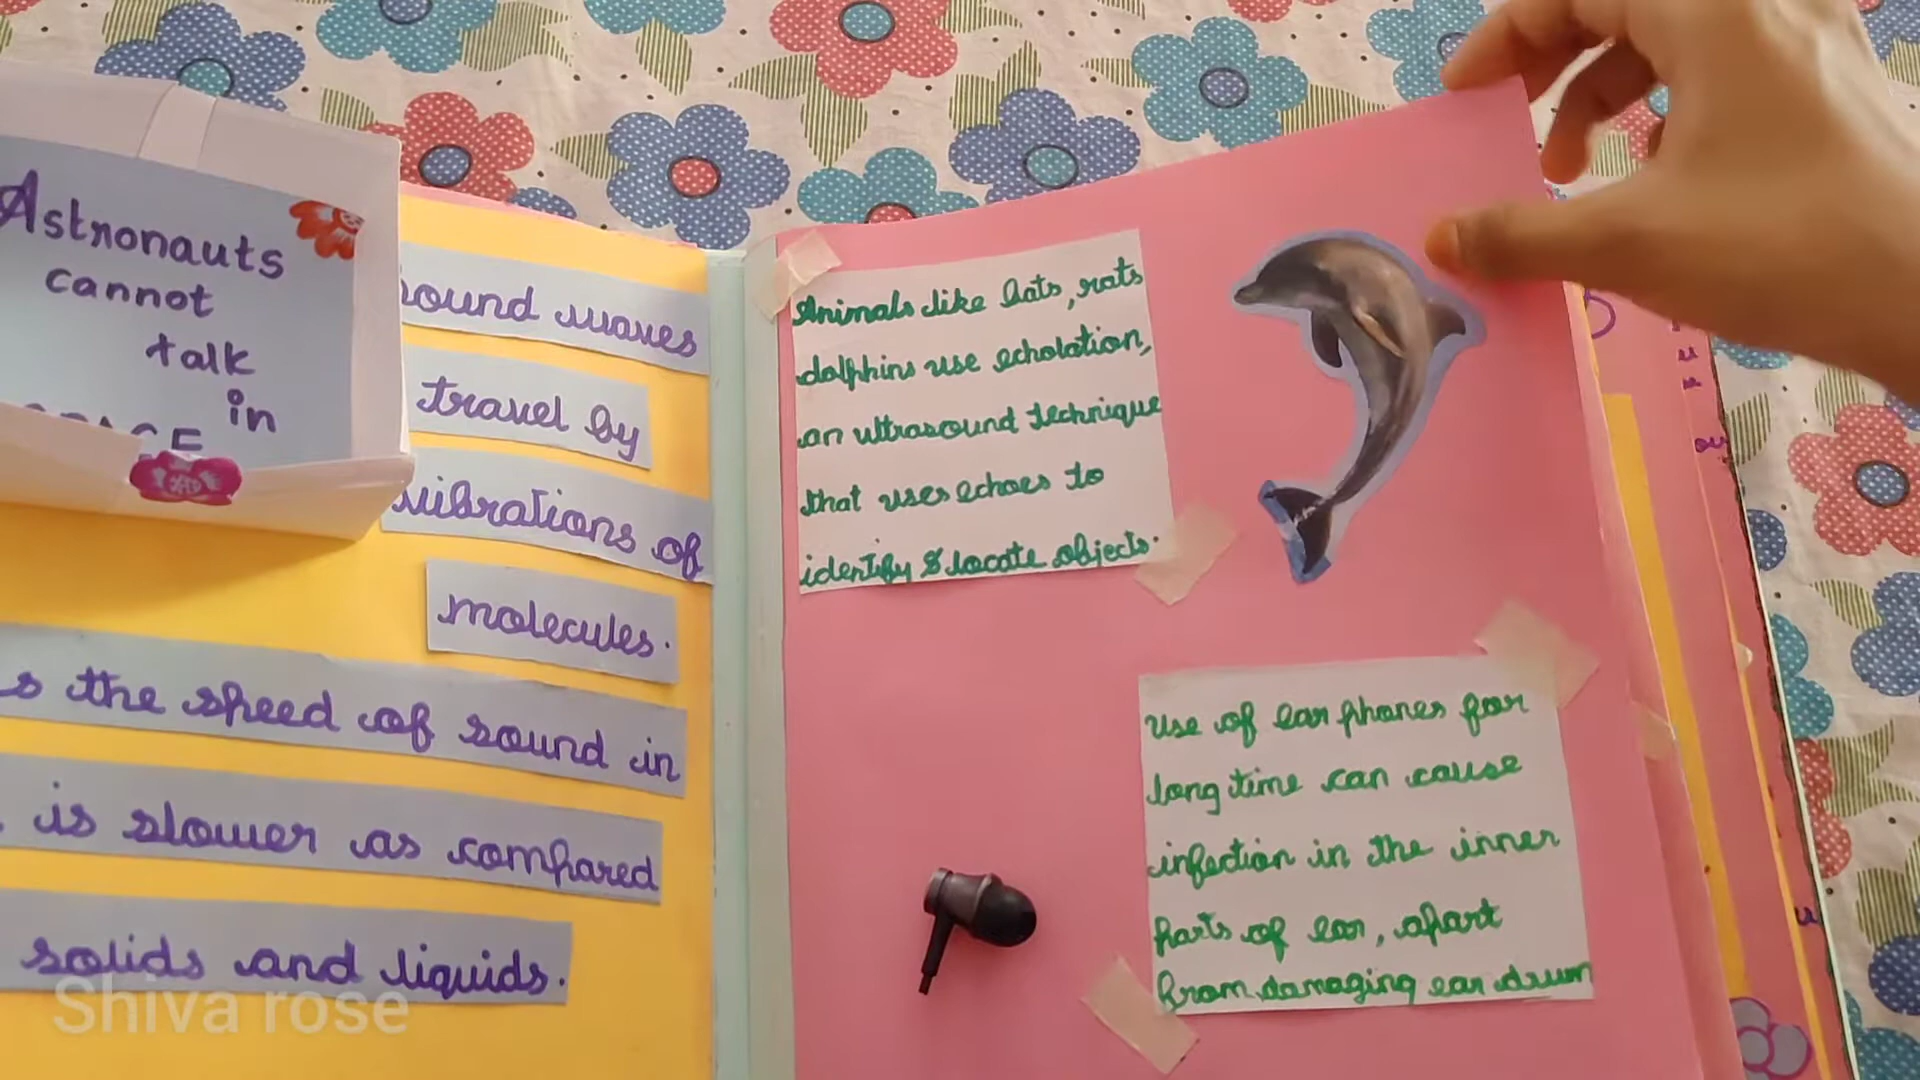 Astronauts
cannot
talk
in
sound waves
travel by
vibrations of
molecules.
the speed of sound in
is slower as compared
solids and liquids.
Animals like bats, rats
dolphins use echolation,
an ultrasound technique
that uses echoes to
identify & locate objects.
Use of ear phones for
long time can cause
infection in the inner
parts of ear, apart
from damaging ear drum
Shiva rose